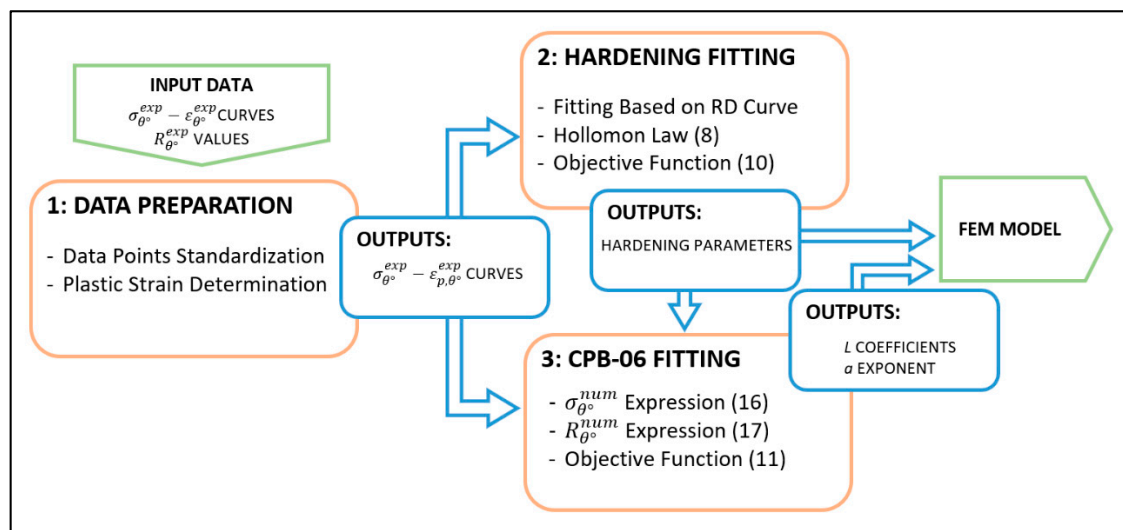 INPUT DATA
σ_θ°^exp − ε_θ°^exp CURVES
R_θ°^exp VALUES
1: DATA PREPARATION
- Data Points Standardization
- Plastic Strain Determination
OUTPUTS:
σ_θ°^exp − ε_p,θ°^exp CURVES
2: HARDENING FITTING
- Fitting Based on RD Curve
- Hollomon Law (8)
- Objective Function (10)
OUTPUTS:
HARDENING PARAMETERS
3: CPB-06 FITTING
- σ_θ°^num Expression (16)
- R_θ°^num Expression (17)
- Objective Function (11)
OUTPUTS:
L COEFFICIENTS
a EXPONENT
FEM MODEL